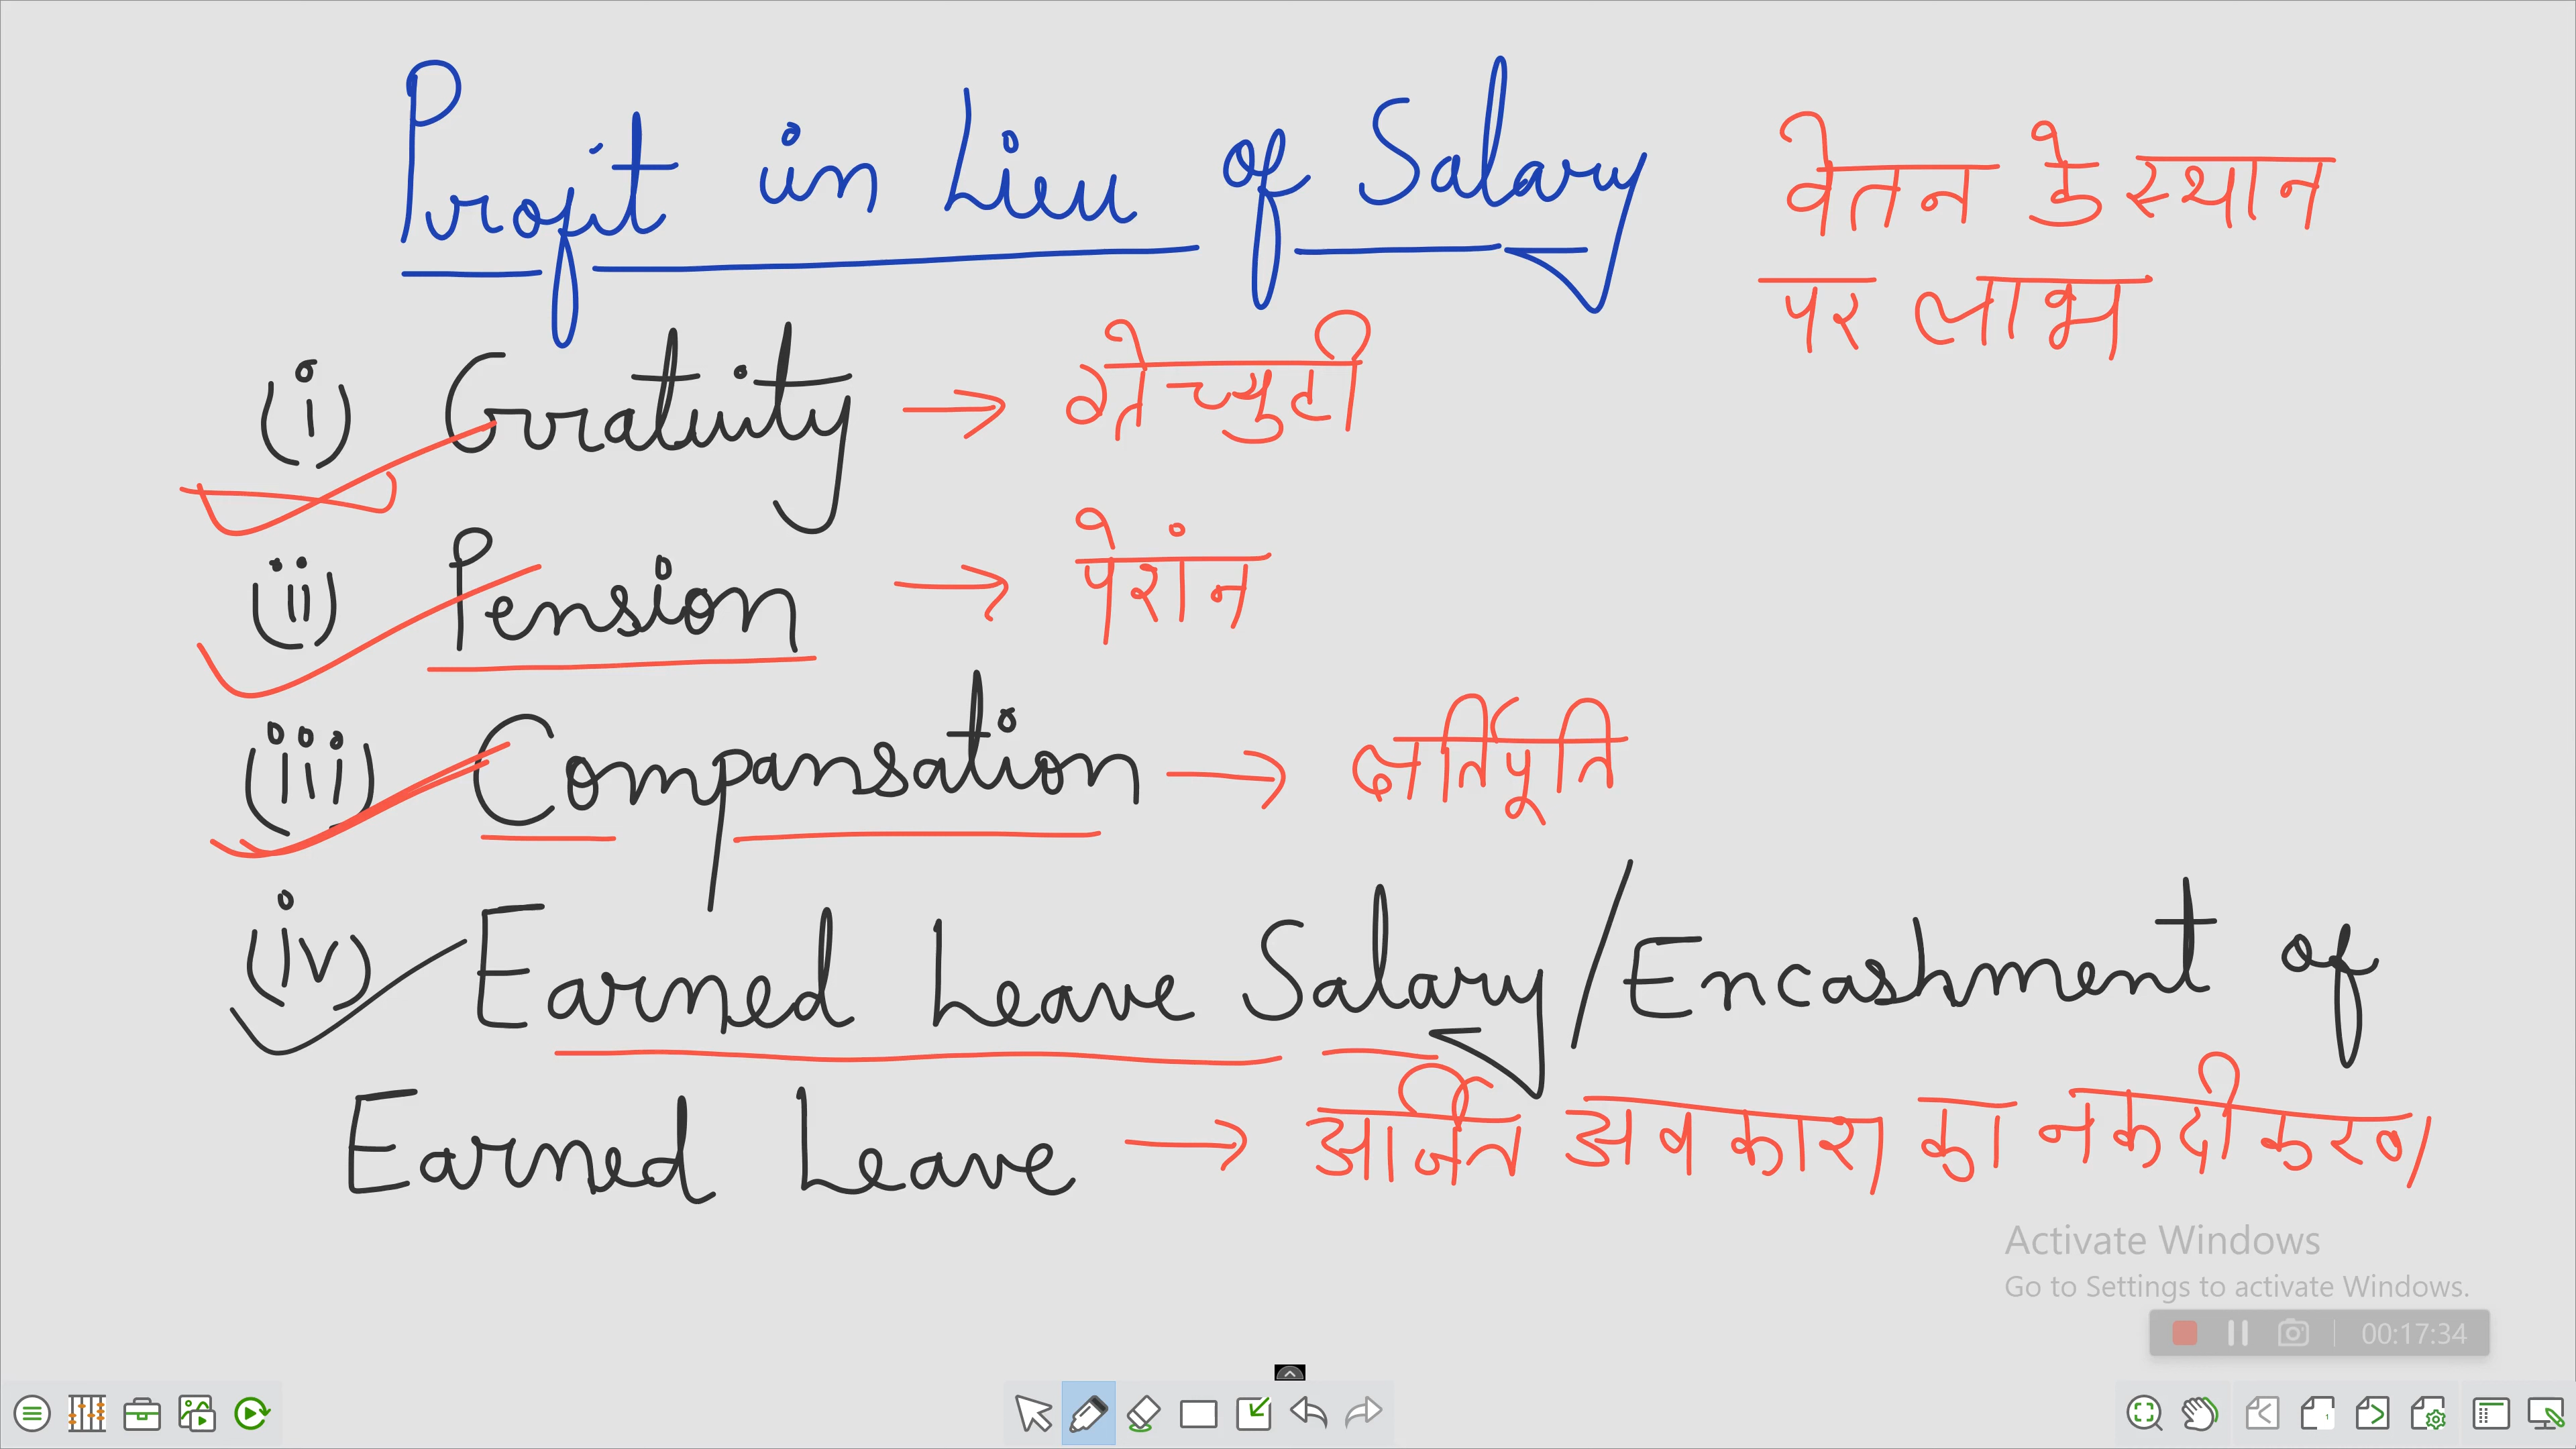 Profit in Lieu of Salary
वेतन के स्थान
पर लाभ
(i) Gratuity → ग्रेच्युटी
(ii) Pension → पेंशन
(iii) Compansation → क्षतिपूर्ति
(iv) Earned Leave Salary/Encashment of
Earned Leave → अर्जित अवकाश का नकदीकरण
Activate Windows
Go to Settings to activate Windows.
00:17:34